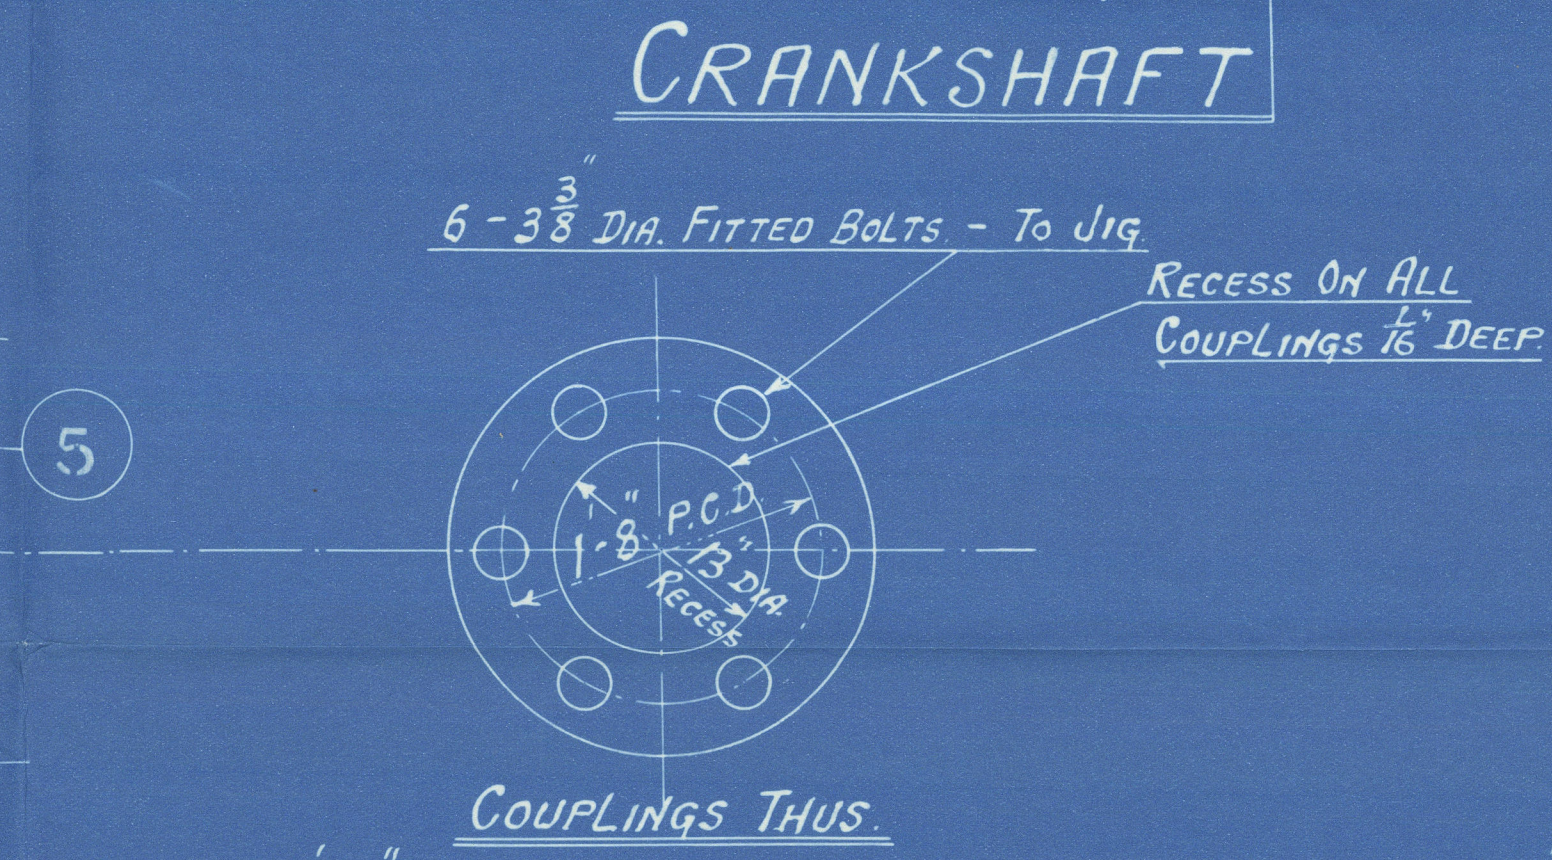 CRANKSHAFT
6 - 3 3/8" DIA. FITTED BOLTS. - TO JIG.
RECESS ON ALL
COUPLINGS 1/16" DEEP.
5
1'-8" P.C.D.
13" DIA.
RECESS
COUPLINGS THUS.
' "